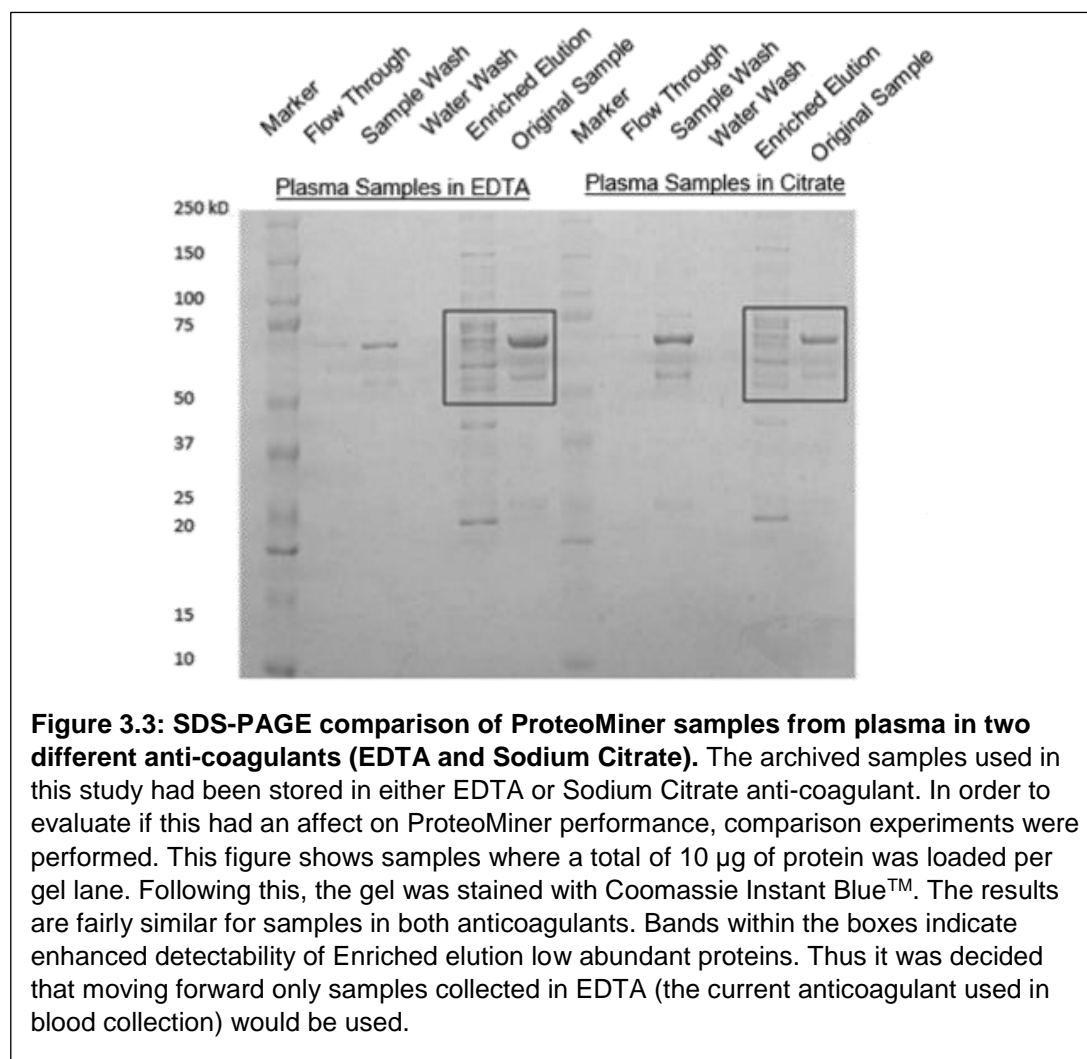 Marker
Flow Through
Sample Wash
Water Wash
Enriched Elution
Original Sample
Marker
Flow Through
Sample Wash
Water Wash
Enriched Elution
Original Sample
Plasma Samples in EDTA
Plasma Samples in Citrate
250 kD
150
100
75
50
37
25
20
15
10
Figure 3.3: SDS-PAGE comparison of ProteoMiner samples from plasma in two
different anti-coagulants (EDTA and Sodium Citrate). The archived samples used in
this study had been stored in either EDTA or Sodium Citrate anti-coagulant. In order to
evaluate if this had an affect on ProteoMiner performance, comparison experiments were
performed. This figure shows samples where a total of 10 µg of protein was loaded per
gel lane. Following this, the gel was stained with Coomassie Instant Blue™. The results
are fairly similar for samples in both anticoagulants. Bands within the boxes indicate
enhanced detectability of Enriched elution low abundant proteins. Thus it was decided
that moving forward only samples collected in EDTA (the current anticoagulant used in
blood collection) would be used.